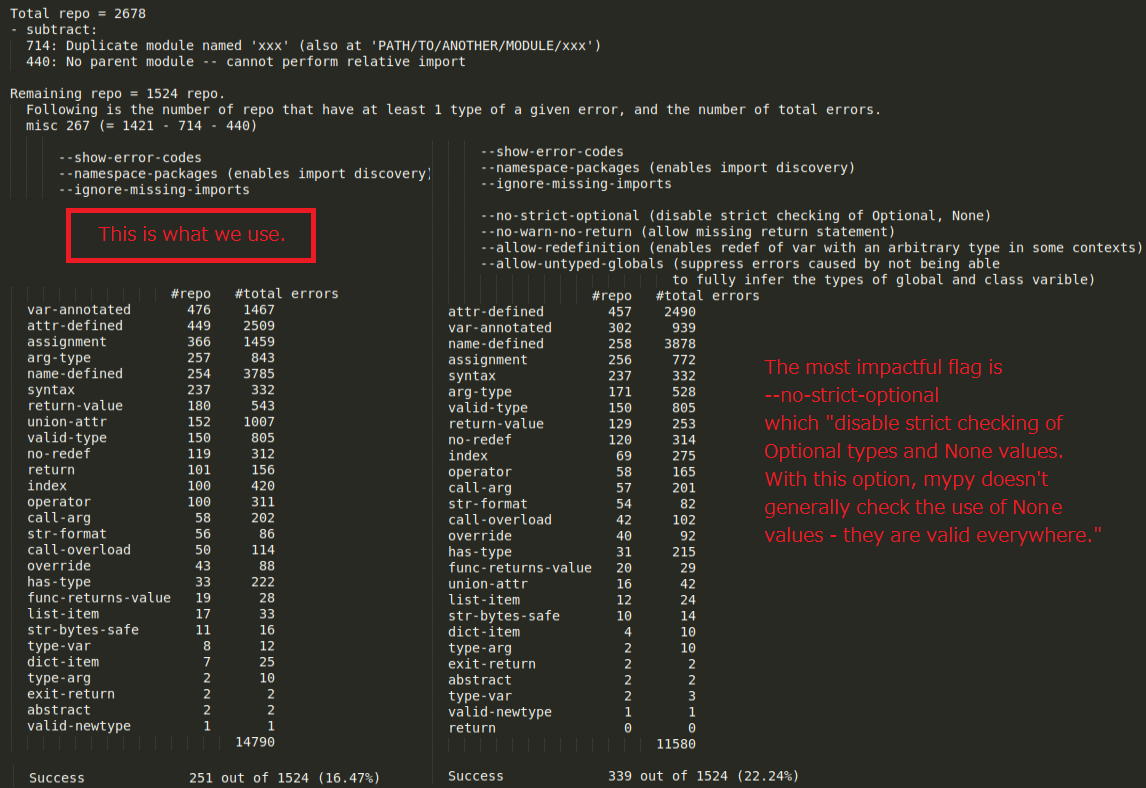 Total repo = 2678
- subtract:
714: Duplicate module named 'xxx' (also at 'PATH/TO/ANOTHER/MODULE/xxx')
440: No parent module -- cannot perform relative import
Remaining repo = 1524 repo.
Following is the number of repo that have at least 1 type of a given error, and the number of total errors.
misc 267 (= 1421 - 714 - 440)
--show-error-codes
--namespace-packages (enables import discovery)
--ignore-missing-imports
This is what we use.
#repo #total errors
var-annotated 476 1467
attr-defined 449 2509
assignment 366 1459
arg-type 257 843
name-defined 254 3785
syntax 237 332
return-value 180 543
union-attr 152 1007
valid-type 150 805
no-redef 119 312
return 101 156
index 100 420
operator 100 311
call-arg 58 202
str-format 56 86
call-overload 50 114
override 43 88
has-type 33 222
func-returns-value 19 28
list-item 17 33
str-bytes-safe 11 16
type-var 8 12
dict-item 7 25
type-arg 2 10
exit-return 2 2
abstract 2 2
valid-newtype 1 1
14790
Success 251 out of 1524 (16.47%)
--show-error-codes
--namespace-packages (enables import discovery)
--ignore-missing-imports
--no-strict-optional (disable strict checking of Optional, None)
--no-warn-no-return (allow missing return statement)
--allow-redefinition (enables redef of var with an arbitrary type in some contexts)
--allow-untyped-globals (suppress errors caused by not being able
to fully infer the types of global and class varible)
#repo #total errors
attr-defined 457 2490
var-annotated 302 939
name-defined 258 3878
assignment 256 772
syntax 237 332
arg-type 171 528
valid-type 150 805
return-value 129 253
no-redef 120 314
index 69 275
operator 58 165
call-arg 57 201
str-format 54 82
call-overload 42 102
override 40 92
has-type 31 215
func-returns-value 20 29
union-attr 16 42
list-item 12 24
str-bytes-safe 10 14
dict-item 4 10
type-arg 2 10
exit-return 2 2
abstract 2 2
type-var 2 3
valid-newtype 1 1
return 0 0
11580
Success 339 out of 1524 (22.24%)
The most impactful flag is
--no-strict-optional
which "disable strict checking of
Optional types and None values.
With this option, mypy doesn't
generally check the use of None
values - they are valid everywhere."